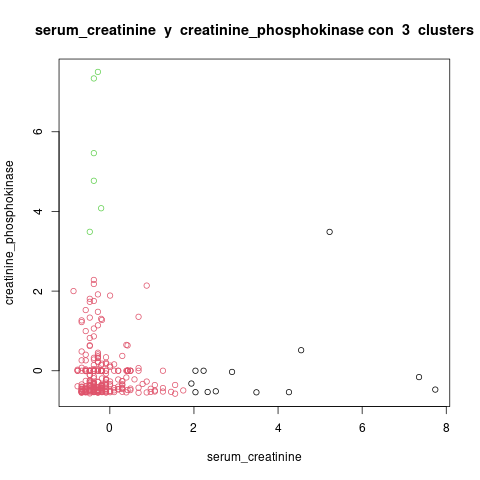 serum_creatinine y creatinine_phosphokinase con 3 clusters
creatinine_phosphokinase
6
4
2
0
0 2 4 6 8
serum_creatinine